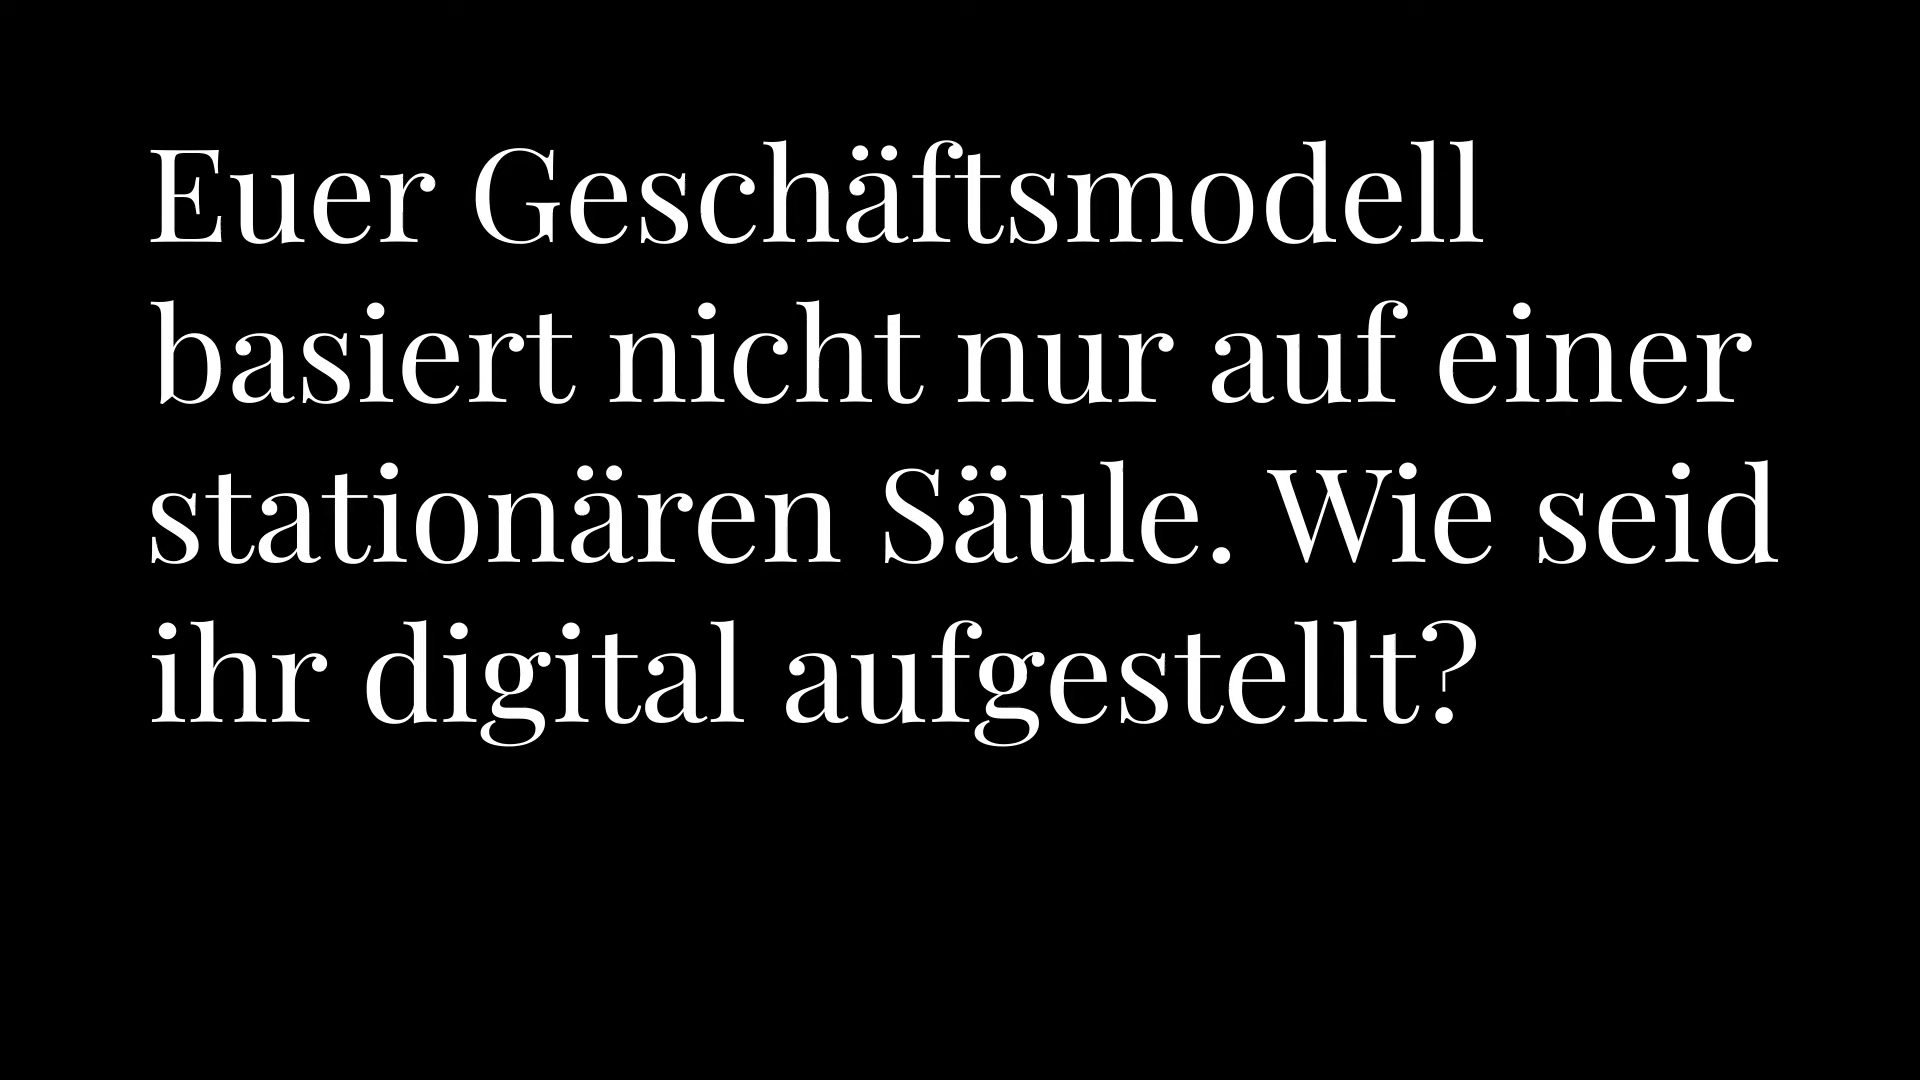 Euer Geschäftsmodell
basiert nicht nur auf einer
stationären Säule. Wie seid
ihr digital aufgestellt?